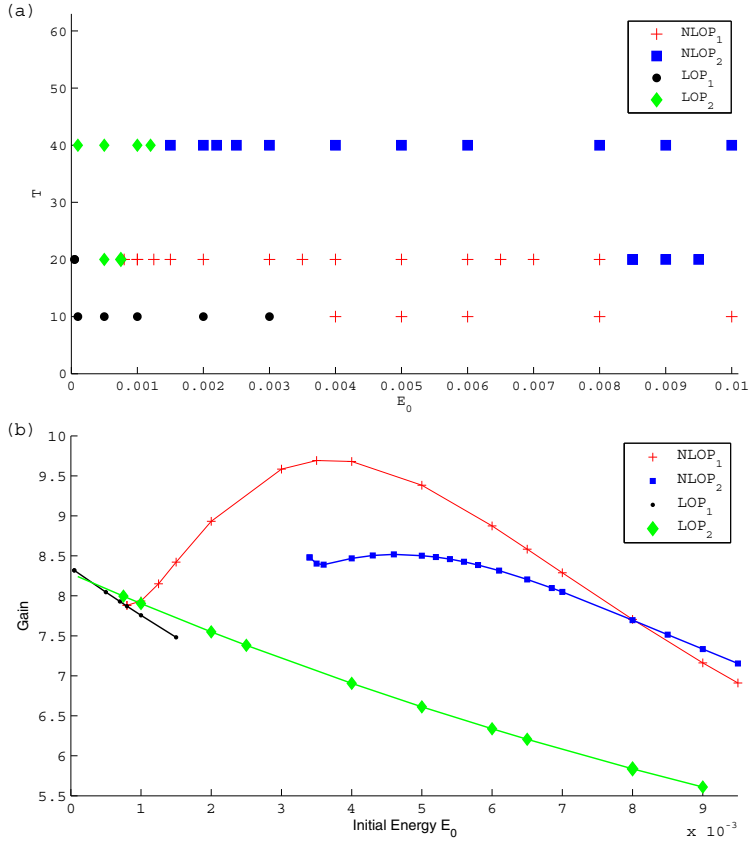 (a)
60
50
40
30
20
10
0
T
0 0.001 0.002 0.003 0.004 0.005 0.006 0.007 0.008 0.009 0.01
E0
NLOP1
NLOP2
LOP1
LOP2
(b)
10
9.5
9
8.5
8
7.5
7
6.5
6
5.5
Gain
0 1 2 3 4 5 6 7 8 9
Initial Energy E0
x 10-3
NLOP1
NLOP2
LOP1
LOP2